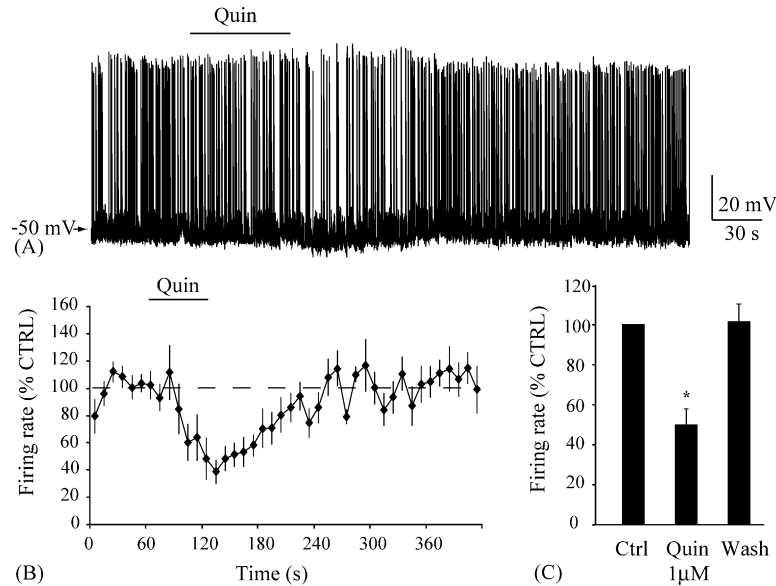 Quin
-50 mV
20 mV
30 s
(A)
Quin
Firing rate (% CTRL)
160
140
120
100
80
60
40
20
0
0
60
120
180
240
300
360
Time (s)
(B)
Firing rate (% CTRL)
120
100
80
60
40
20
0
*
Ctrl
Quin
1µM
Wash
(C)